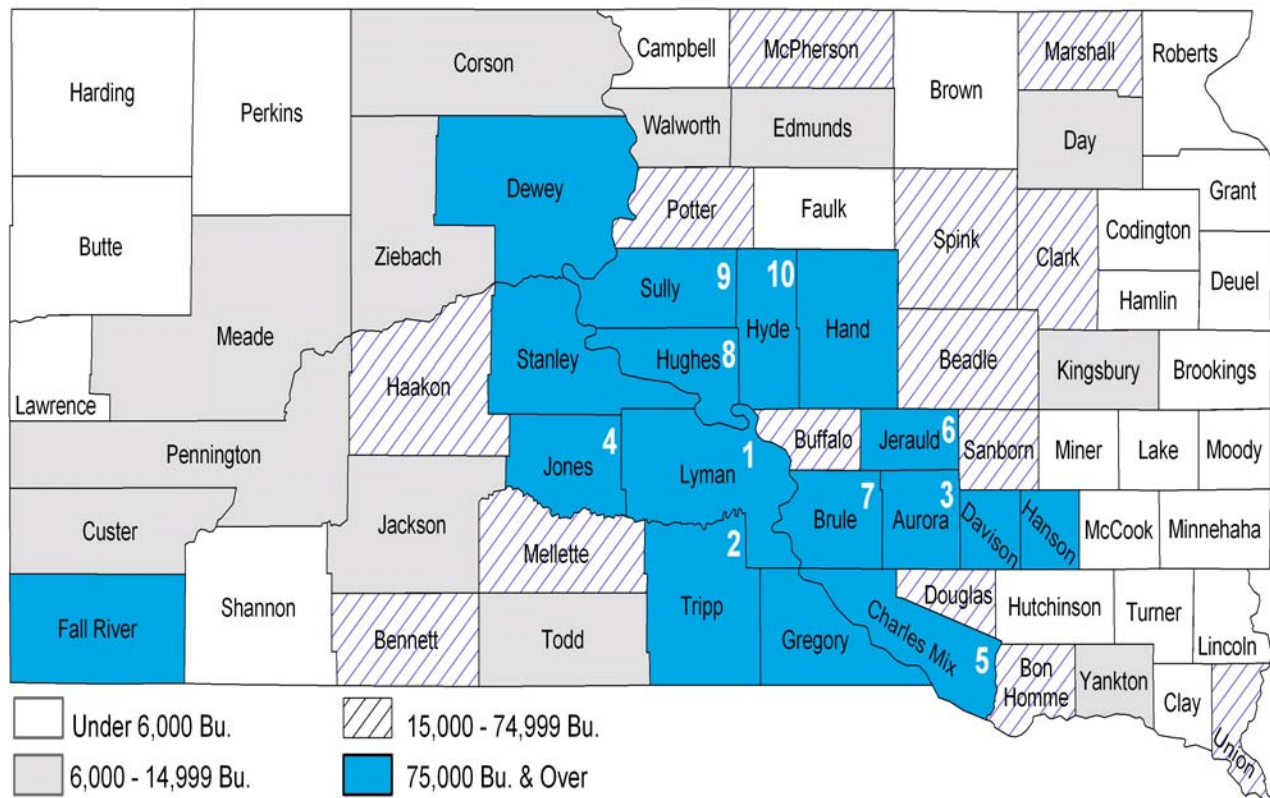 Harding
Perkins
Corson
Campbell
McPherson
Brown
Marshall
Roberts
Walworth
Edmunds
Day
Butte
Dewey
Ziebach
Potter
Faulk
Spink
Clark
Codington
Grant
Hamlin
Deuel
Meade
Sully 9
Hyde 10
Hand
Stanley
Hughes 8
Haakon
Beadle
Kingsbury
Brookings
Lawrence
Pennington
Jones 4
Lyman 1
Buffalo
Jerauld 6
Sanborn
Miner
Lake
Moody
Custer
Jackson
Mellette
Tripp 2
Brule 7
Aurora 3
Davison
Hanson
McCook
Minnehaha
Fall River
Shannon
Bennett
Todd
Gregory
Charles Mix 5
Douglas
Hutchinson
Turner
Lincoln
Bon
Homme
Yankton
Clay
Union
Under 6,000 Bu.
15,000 - 74,999 Bu.
6,000 - 14,999 Bu.
75,000 Bu. & Over